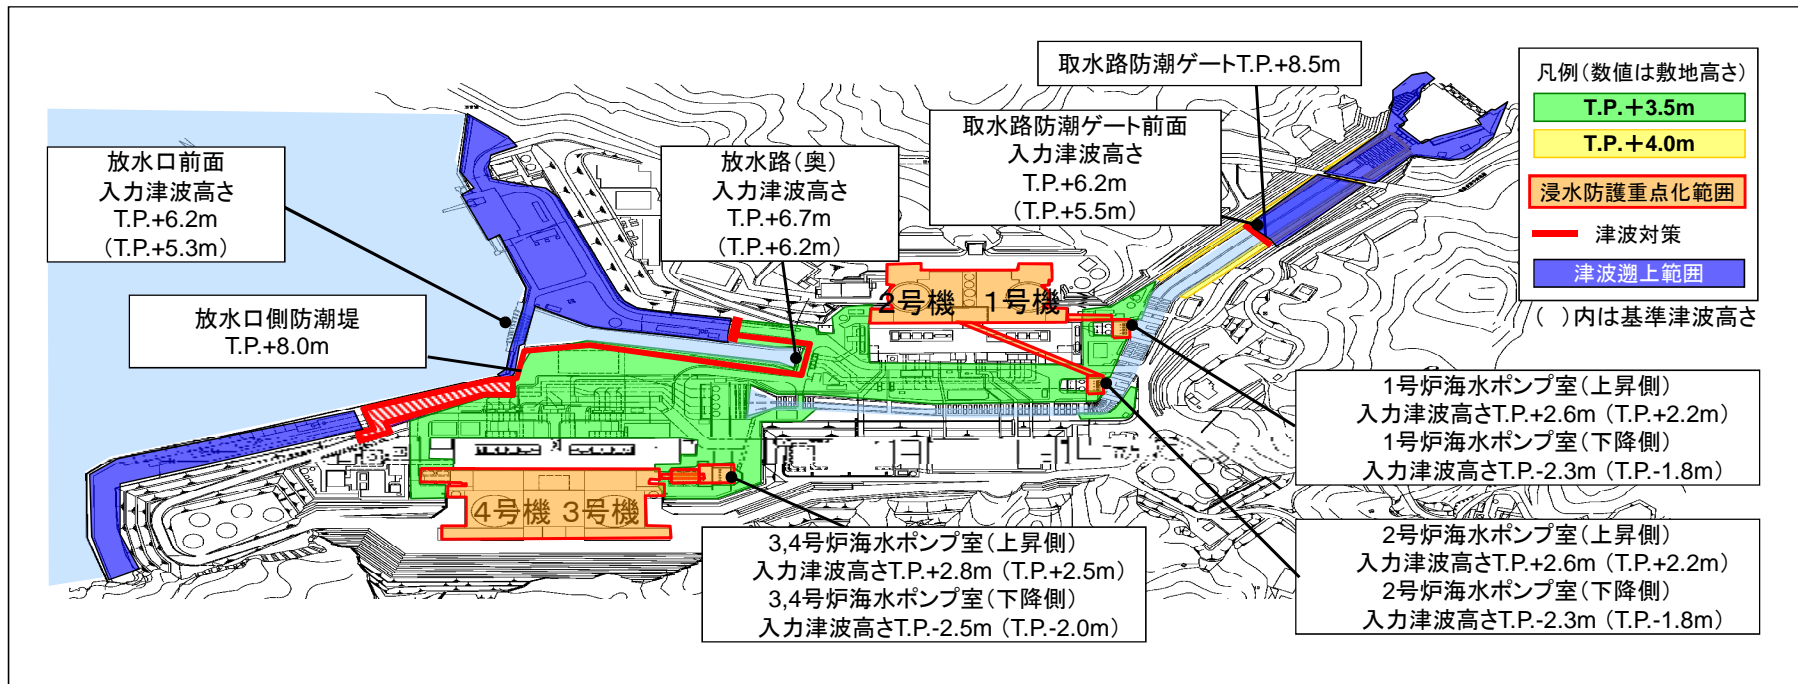 取水路防潮ゲートT.P.+8.5m
凡例(数値は敷地高さ)
T.P.+3.5m
T.P.+4.0m
浸水防護重点化範囲
津波対策
津波遡上範囲
( )内は基準津波高さ
取水路防潮ゲート前面
入力津波高さ
T.P.+6.2m
(T.P.+5.5m)
放水口前面
入力津波高さ
T.P.+6.2m
(T.P.+5.3m)
放水路(奥)
入力津波高さ
T.P.+6.7m
(T.P.+6.2m)
放水口側防潮堤
T.P.+8.0m
2号機
1号機
4号機
3号機
1号炉海水ポンプ室(上昇側)
入力津波高さT.P.+2.6m (T.P.+2.2m)
1号炉海水ポンプ室(下降側)
入力津波高さT.P.-2.3m (T.P.-1.8m)
3,4号炉海水ポンプ室(上昇側)
入力津波高さT.P.+2.8m (T.P.+2.5m)
3,4号炉海水ポンプ室(下降側)
入力津波高さT.P.-2.5m (T.P.-2.0m)
2号炉海水ポンプ室(上昇側)
入力津波高さT.P.+2.6m (T.P.+2.2m)
2号炉海水ポンプ室(下降側)
入力津波高さT.P.-2.3m (T.P.-1.8m)